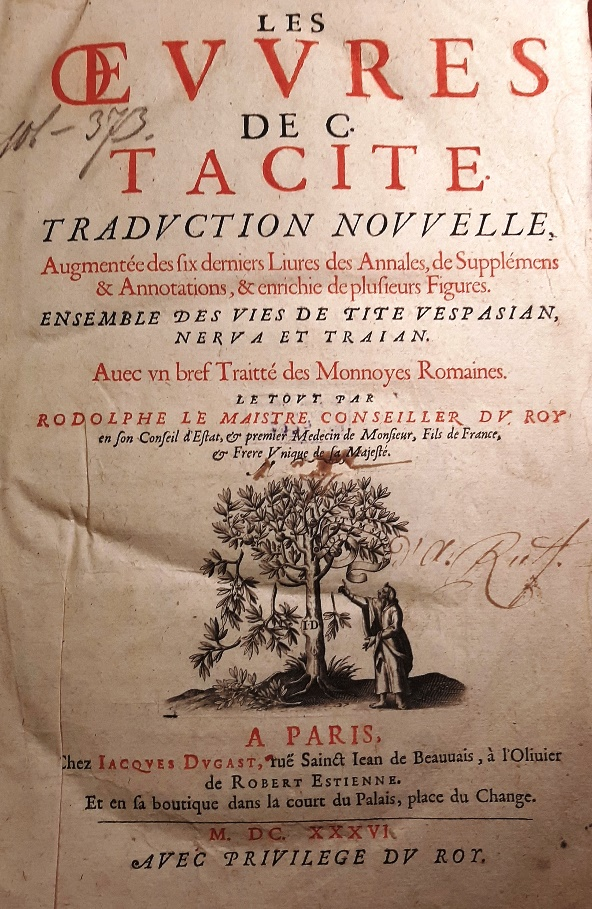 LES
ŒVVRES
DE C.
TACITE.
TRADVCTION NOVVELLE,
Augmentée des ſix derniers Liures des Annales, de Supplémens
& Annotations, & enrichie de pluſieurs Figures.
ENSEMBLE DES VIES DE TITE VESPASIAN,
NERVA ET TRAIAN.
Auec vn bref Traitté des Monnoyes Romaines.
LE TOVT PAR
RODOLPHE LE MAISTRE CONSEILLER DV ROY
en ſon Conſeil d'Eſtat, & premier Medecin de Monſieur, Fils de France,
& Frere Vnique de ſa Majeſté.
I·D
A PARIS,
Chez IACQVES DVGAST, ruë Sainct Iean de Beauuais, à l'Oliuier
de ROBERT ESTIENNE.
Et en ſa boutique dans la court du Palais, place du Change.
M. DC. XXXVI.
AVEC PRIVILEGE DV ROY.